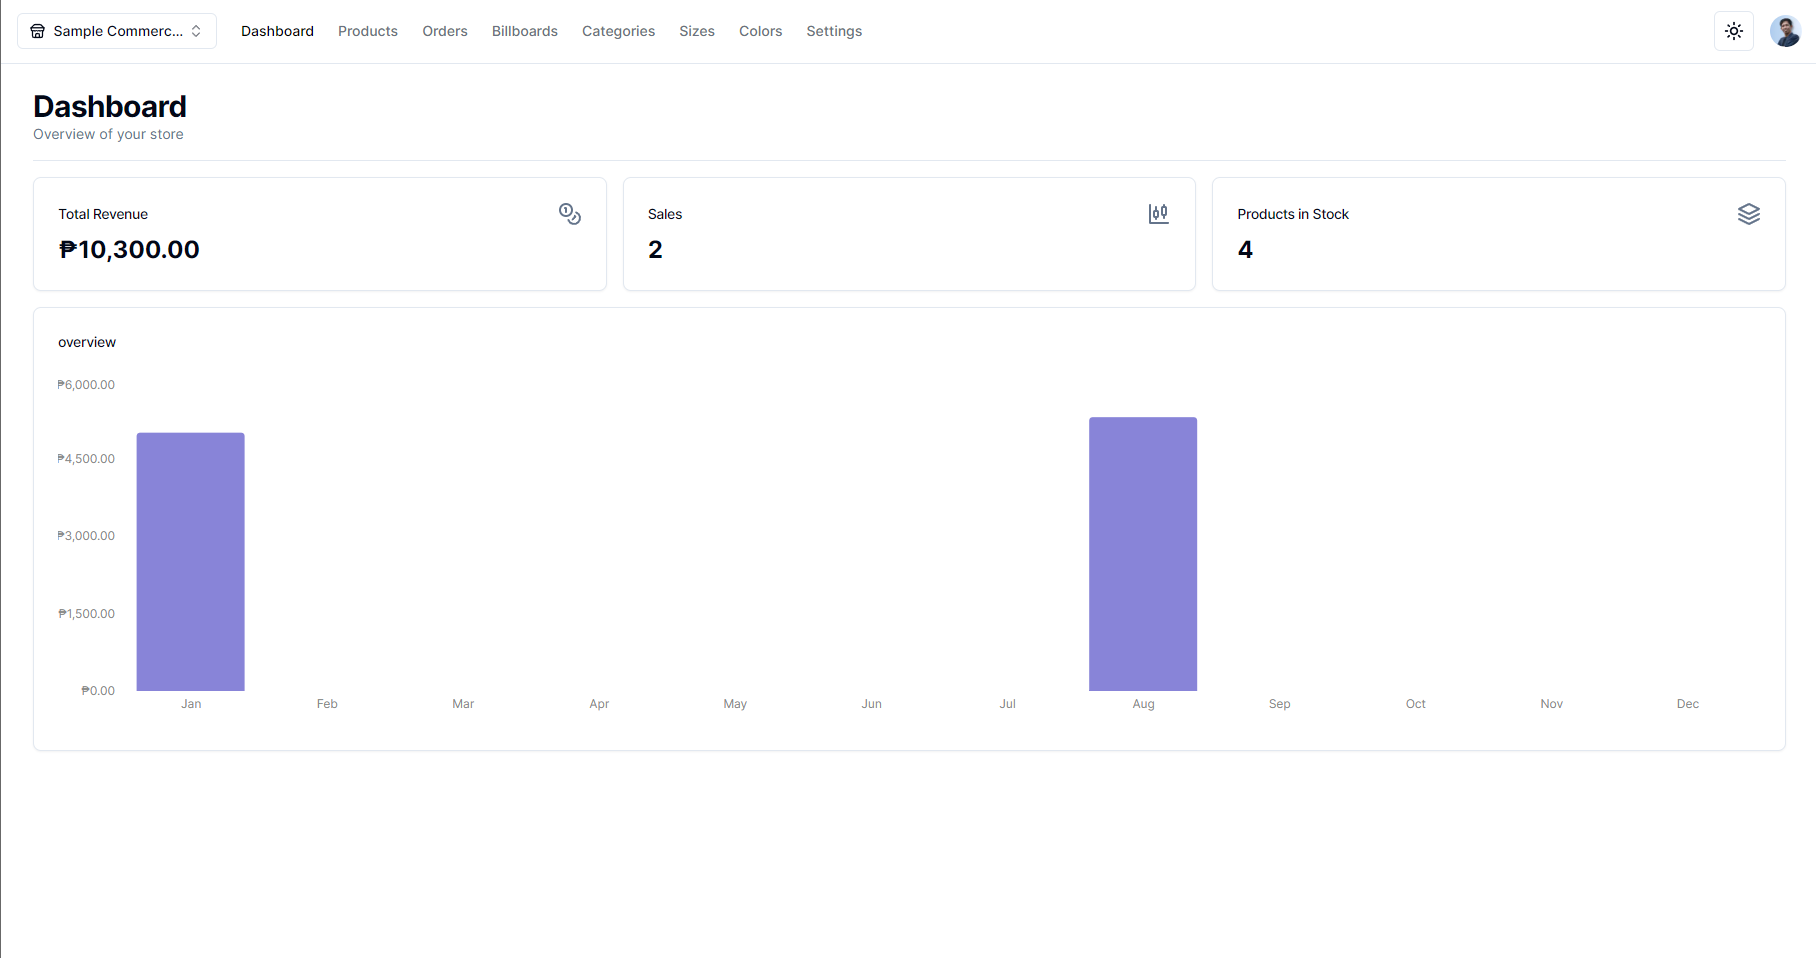 Sample Commerc... Dashboard Products Orders Billboards Categories Sizes Colors Settings
Dashboard
Overview of your store
Total Revenue
₱10,300.00
Sales
2
Products in Stock
4
overview
₱6,000.00
₱4,500.00
₱3,000.00
₱1,500.00
₱0.00
Jan Feb Mar Apr May Jun Jul Aug Sep Oct Nov Dec